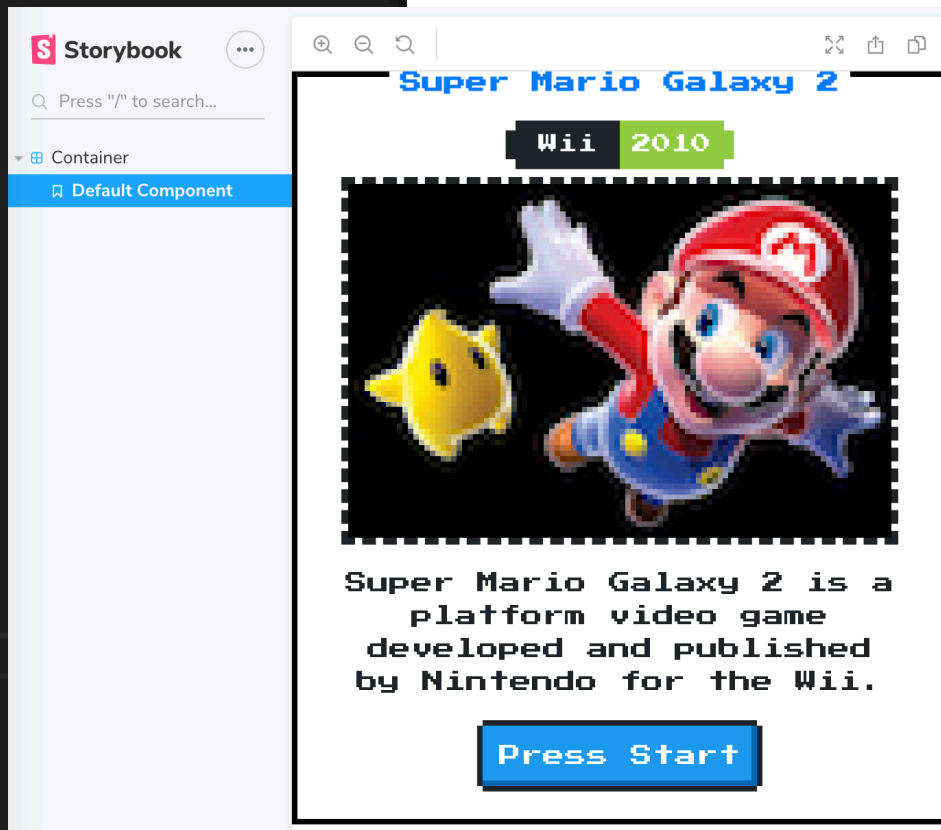 Storybook
Press "/" to search...
Container
Default Component
Super Mario Galaxy 2
Wii 2010
M
Super Mario Galaxy 2 is a
platform video game
developed and published
by Nintendo for the Wii.
Press Start